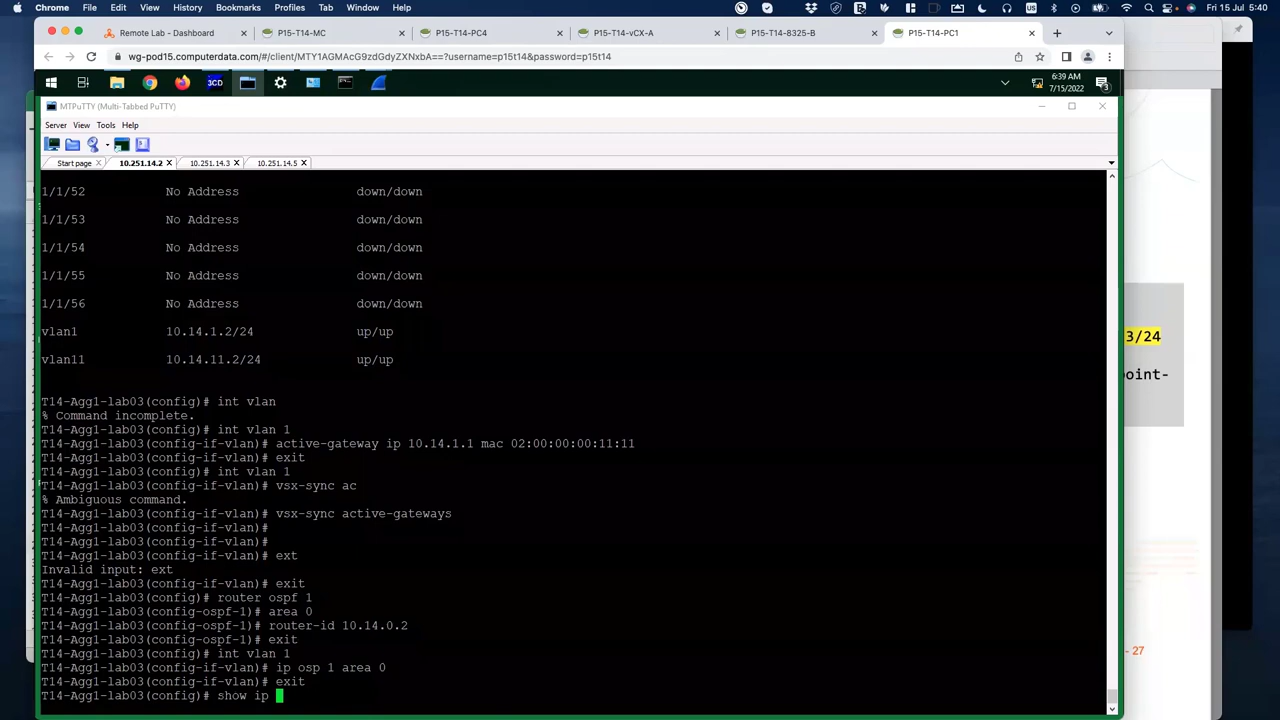 Chrome File Edit View History Bookmarks Profiles Tab Window Help Fri 15 Jul 5:40
Remote Lab - Dashboard P15-T14-MC P15-T14-PC4 P15-T14-vCX-A P15-T14-8325-B P15-T14-PC1
wg-pod15.computerdata.com/#/client/MTY1AGMAcG9zdGdyZXNxbA==?username=p15t14&password=p15t14
3CD 6:39 AM
7/15/2022
3
MTPuTTY (Multi-Tabbed PuTTY)
Server View Tools Help
Start page 10.251.14.2 10.251.14.3 10.251.14.5
1/1/52 No Address down/down
1/1/53 No Address down/down
1/1/54 No Address down/down
1/1/55 No Address down/down
1/1/56 No Address down/down
vlan1 10.14.1.2/24 up/up
3/24
vlan11 10.14.11.2/24 up/up
point-
T14-Agg1-lab03(config)# int vlan
% Command incomplete.
T14-Agg1-lab03(config)# int vlan 1
T14-Agg1-lab03(config-if-vlan)# active-gateway ip 10.14.1.1 mac 02:00:00:00:11:11
T14-Agg1-lab03(config-if-vlan)# exit
T14-Agg1-lab03(config)# int vlan 1
T14-Agg1-lab03(config-if-vlan)# vsx-sync ac
% Ambiguous command.
T14-Agg1-lab03(config-if-vlan)# vsx-sync active-gateways
T14-Agg1-lab03(config-if-vlan)#
T14-Agg1-lab03(config-if-vlan)#
T14-Agg1-lab03(config-if-vlan)# ext
Invalid input: ext
T14-Agg1-lab03(config-if-vlan)# exit
T14-Agg1-lab03(config)# router ospf 1
T14-Agg1-lab03(config-ospf-1)# area 0
T14-Agg1-lab03(config-ospf-1)# router-id 10.14.0.2
T14-Agg1-lab03(config-ospf-1)# exit
T14-Agg1-lab03(config)# int vlan 1
- 27
T14-Agg1-lab03(config-if-vlan)# ip osp 1 area 0
T14-Agg1-lab03(config-if-vlan)# exit
T14-Agg1-lab03(config)# show ip